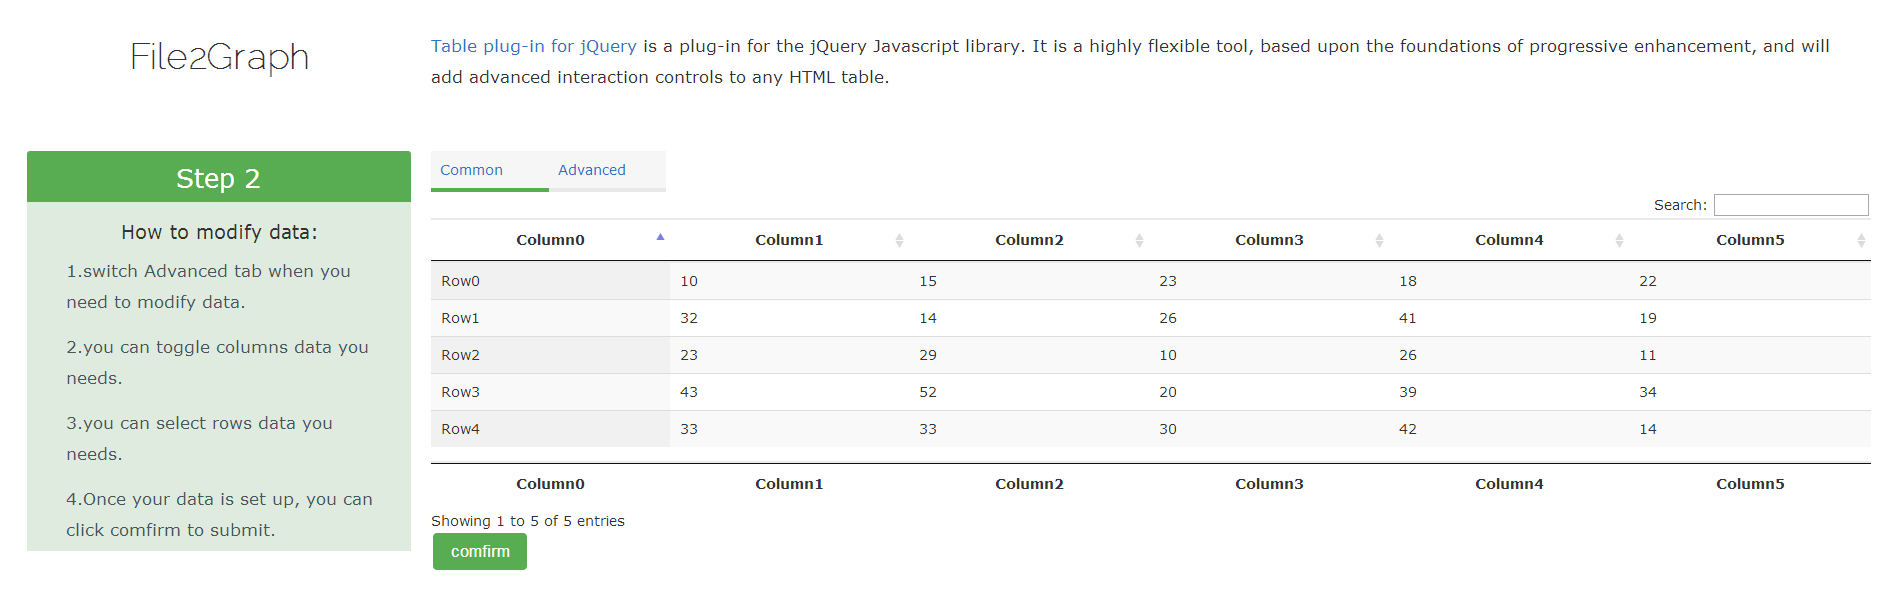 File2Graph
Table plug-in for jQuery is a plug-in for the jQuery Javascript library. It is a highly flexible tool, based upon the foundations of progressive enhancement, and will
add advanced interaction controls to any HTML table.
Step 2
How to modify data:
1.switch Advanced tab when you
need to modify data.
2.you can toggle columns data you
needs.
3.you can select rows data you
needs.
4.Once your data is set up, you can
click comfirm to submit.
Common Advanced
Search:
Column0 Column1 Column2 Column3 Column4 Column5
Row0 10 15 23 18 22
Row1 32 14 26 41 19
Row2 23 29 10 26 11
Row3 43 52 20 39 34
Row4 33 33 30 42 14
Column0 Column1 Column2 Column3 Column4 Column5
Showing 1 to 5 of 5 entries
comfirm